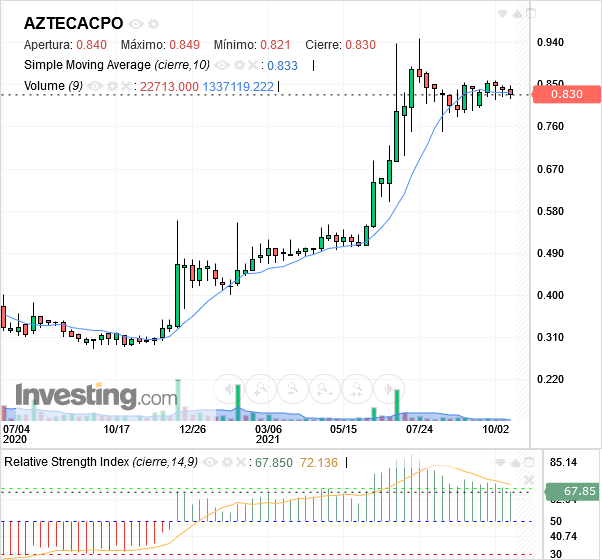 AZTECACPO
Apertura: 0.840 Máximo: 0.849 Mínimo: 0.821 Cierre: 0.830
Simple Moving Average (cierre,10) : 0.833
Volume (9) : 22713.000 1337119.222
0.940
0.850
0.830
0.760
0.670
0.580
0.490
0.400
0.310
0.220
Investing.com
07/04 10/17 12/26 03/06 05/15 07/24 10/02
2020 2021
Relative Strength Index (cierre,14,9) : 67.850 72.136
85.14
67.85
50
40.74
30